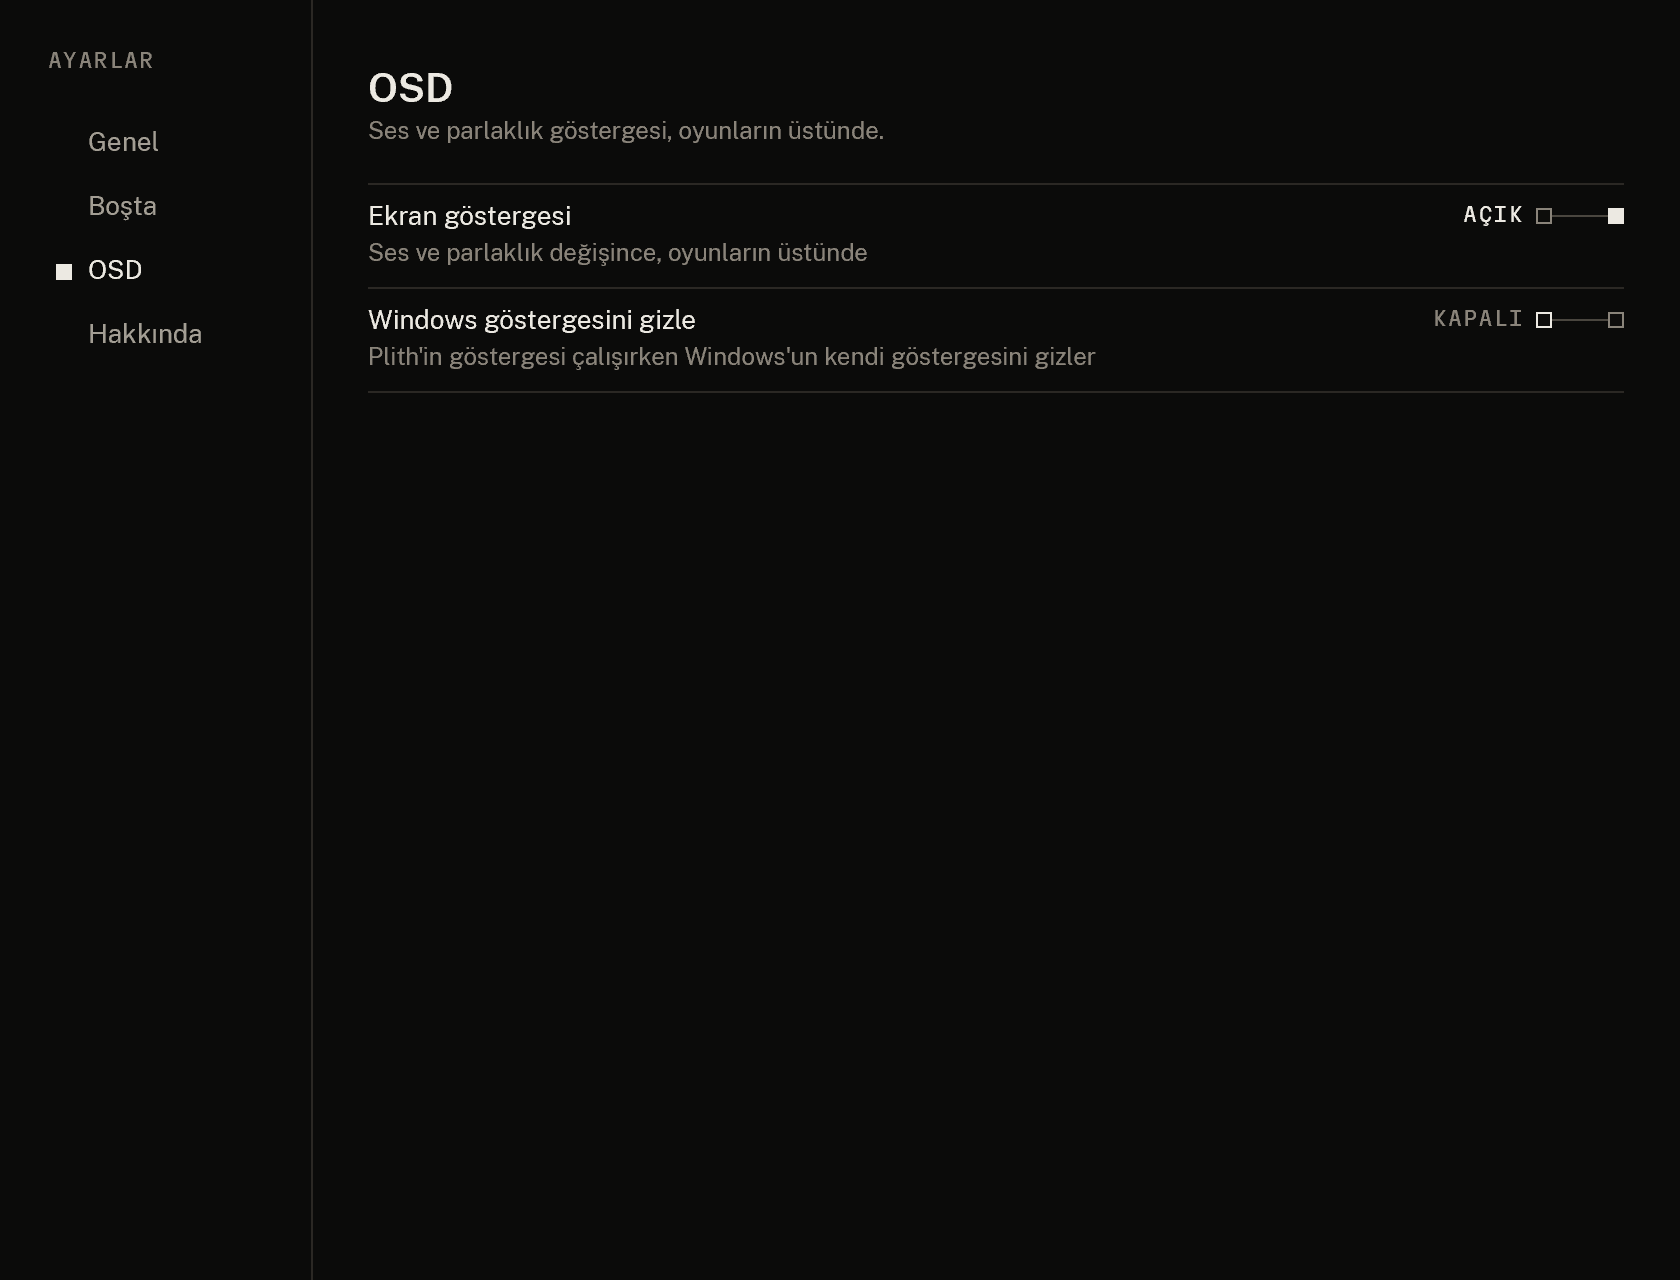 AYARLAR
Genel
Boşta
OSD
Hakkında
OSD
Ses ve parlaklık göstergesi, oyunların üstünde.
Ekran göstergesi
AÇIK
Ses ve parlaklık değişince, oyunların üstünde
Windows göstergesini gizle
KAPALI
Plith'in göstergesi çalışırken Windows'un kendi göstergesini gizler